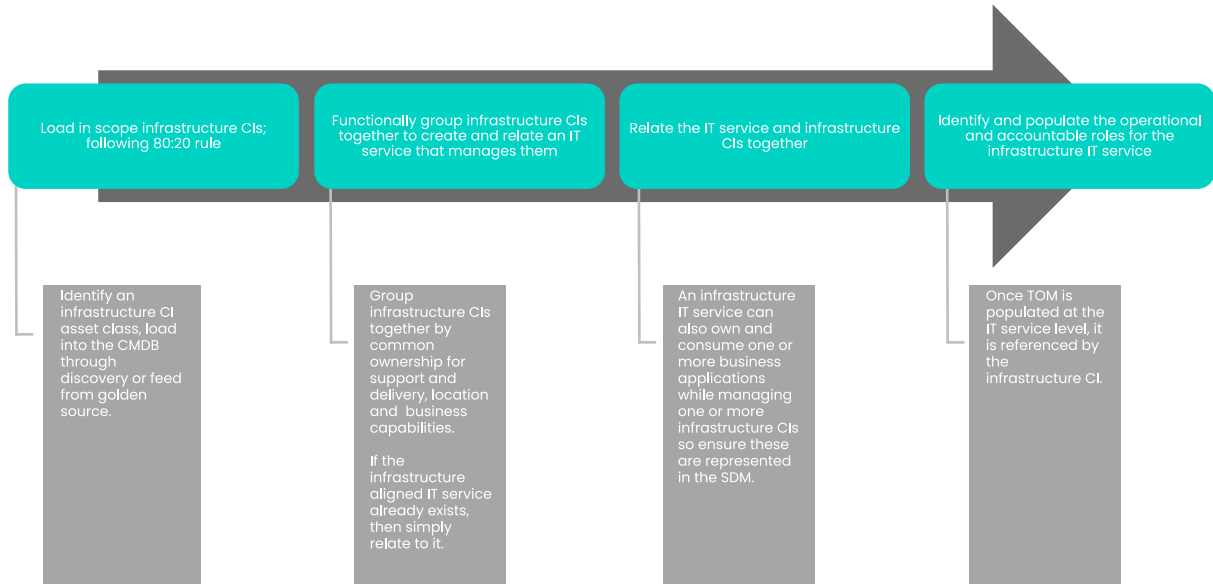 Load in scope infrastructure CIs;
following 80:20 rule
Functionally group infrastructure CIs
together to create and relate an IT
service that manages them
Relate the IT service and infrastructure
CIs together
Identify and populate the operational
and accountable roles for the
infrastructure IT service
Identify an
infrastructure CI
asset class, load
into the CMDB
through
discovery or feed
from golden
source.
Group
infrastructure CIs
together by
common
ownership for
support and
delivery, location
and business
capabilities.
If the
infrastructure
aligned IT service
already exists,
then simply
relate to it.
An infrastructure
IT service can
also own and
consume one or
more business
applications
while managing
one or more
infrastructure CIs
so ensure these
are represented
in the SDM.
Once TOM is
populated at the
IT service level, it
is referenced by
the
infrastructure CI.